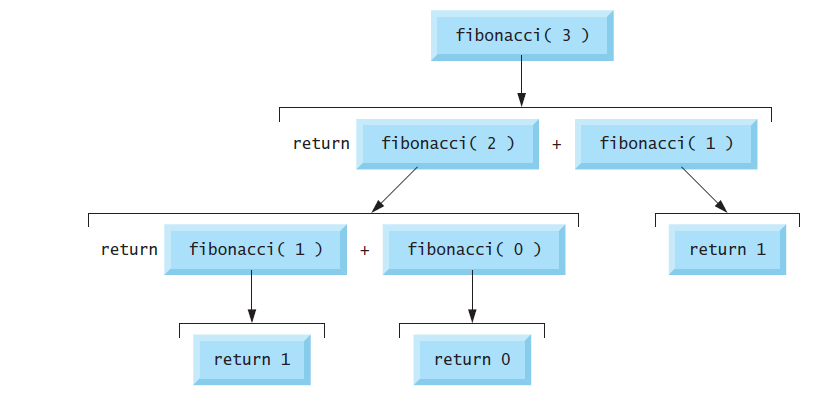 fibonacci( 3 )
return fibonacci( 2 ) + fibonacci( 1 )
return fibonacci( 1 ) + fibonacci( 0 ) return 1
return 1 return 0